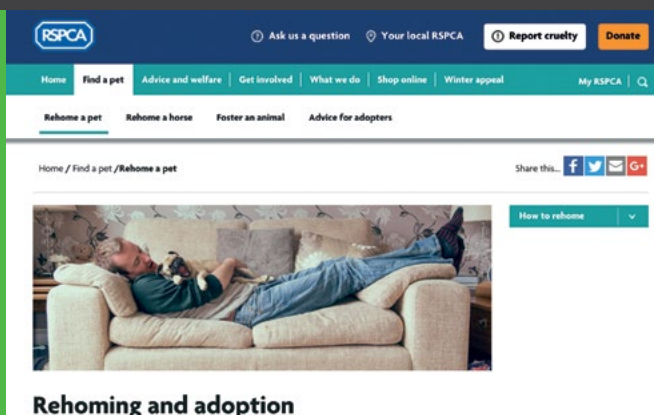 RSPCA
Ask us a question Your local RSPCA Report cruelty Donate
Home Find a pet Advice and welfare Get involved What we do Shop online Winter appeal My RSPCA
Rehome a pet Rehome a horse Foster an animal Advice for adopters
Home / Find a pet /Rehome a pet Share this... f G+
How to rehome
Rehoming and adoption